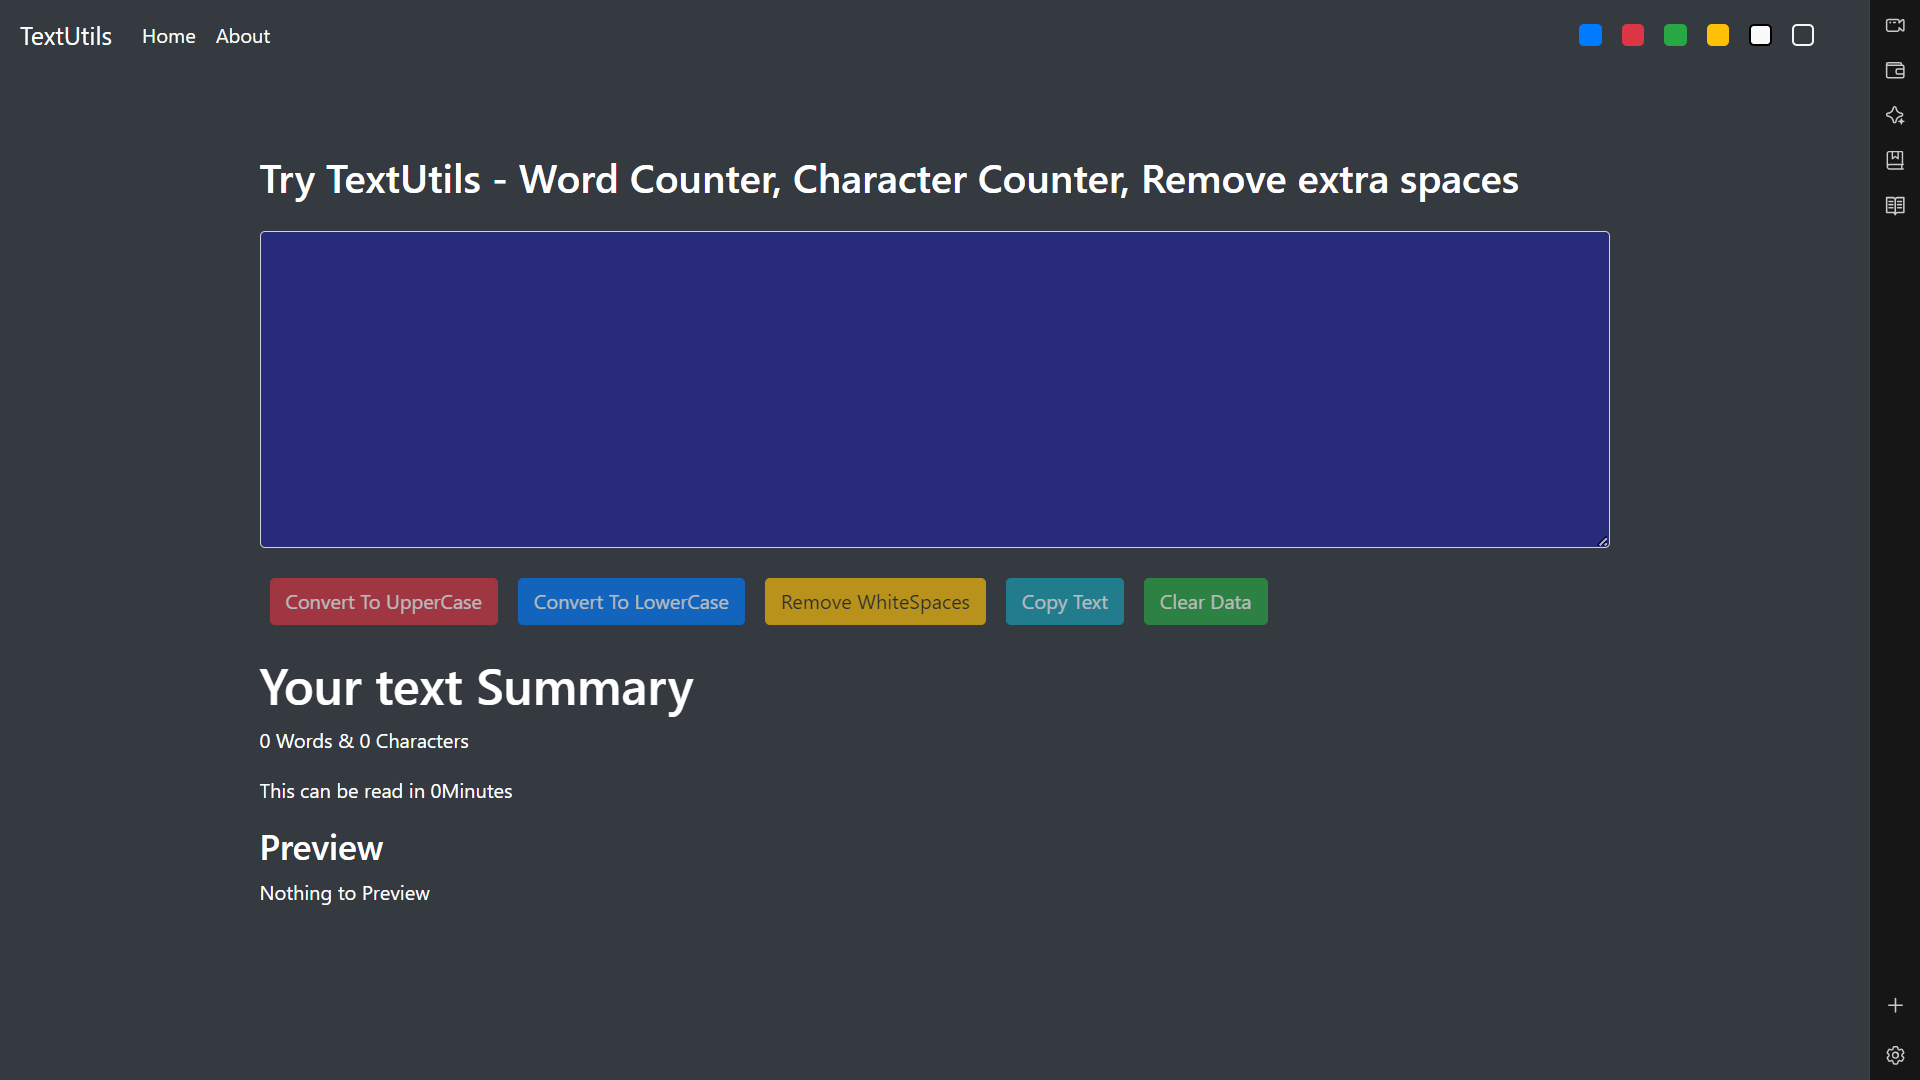 TextUtils Home About
Try TextUtils - Word Counter, Character Counter, Remove extra spaces
Convert To UpperCase Convert To LowerCase Remove WhiteSpaces Copy Text Clear Data
Your text Summary
0 Words & 0 Characters
This can be read in 0Minutes
Preview
Nothing to Preview